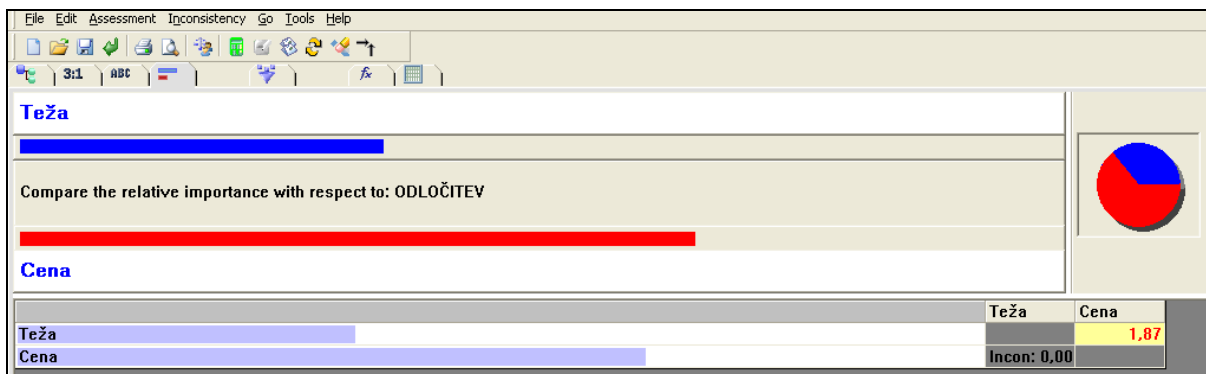 File Edit Assessment Inconsistency Go Tools Help
3:1 ABC fx
Teža
Compare the relative importance with respect to: ODLOČITEV
Cena
Teža Cena
Teža 1,87
Cena Incon: 0,00